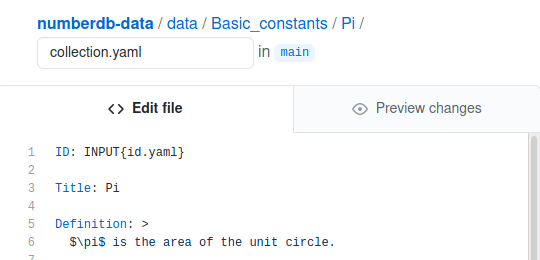 numberdb-data / data / Basic_constants / Pi /
collection.yaml in main
<> Edit file Preview changes
1 ID: INPUT{id.yaml}
2
3 Title: Pi
4
5 Definition: >
6 $\pi$ is the area of the unit circle.
7